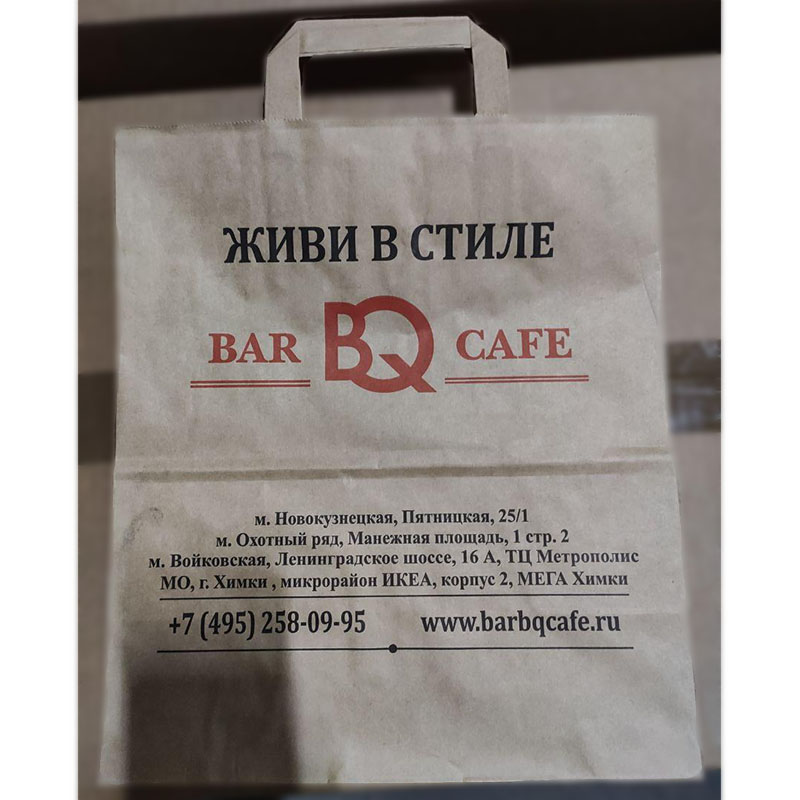 ЖИВИ В СТИЛЕ
BAR BQ CAFE
м. Новокузнецкая, Пятницкая, 25/1
м. Охотный ряд, Манежная площадь, 1 стр. 2
м. Войковская, Ленинградское шоссе, 16 А, ТЦ Метрополис
МО, г. Химки , микрорайон ИКЕА, корпус 2, МЕГА Химки
+7 (495) 258-09-95 www.barbqcafe.ru